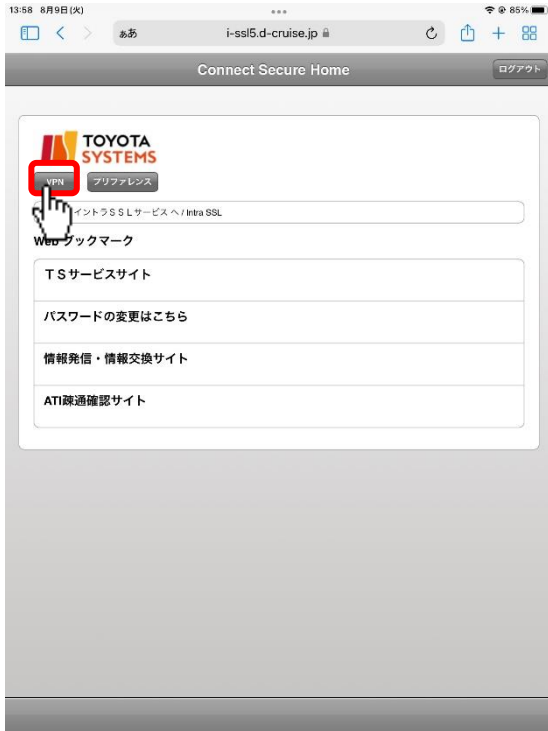 13:58 8月9日(火)
85%
ああ
i-ssl5.d-cruise.jp
Connect Secure Home
ログアウト
TOYOTA
SYSTEMS
VPN
プリファレンス
イントラSSLサービス へ / Intra SSL
Web ブックマーク
TSサービスサイト
パスワードの変更はこちら
情報発信・情報交換サイト
ATI疎通確認サイト